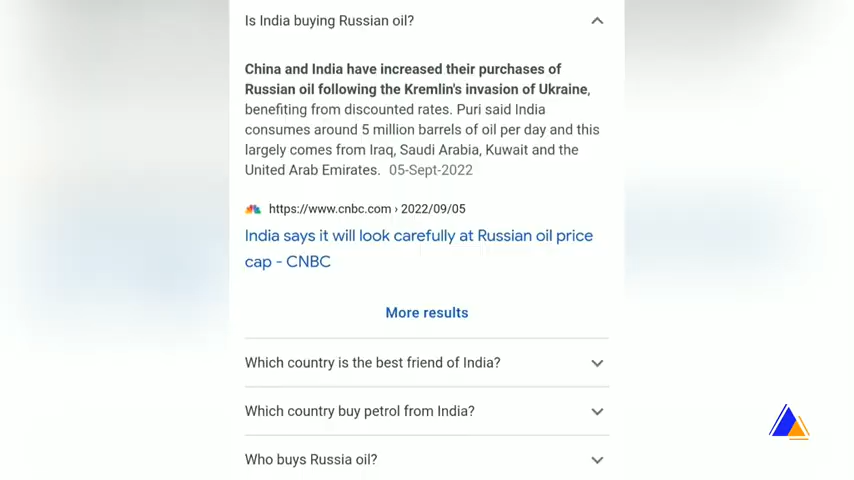 Is India buying Russian oil?
China and India have increased their purchases of
Russian oil following the Kremlin's invasion of Ukraine,
benefiting from discounted rates. Puri said India
consumes around 5 million barrels of oil per day and this
largely comes from Iraq, Saudi Arabia, Kuwait and the
United Arab Emirates. 05-Sept-2022
https://www.cnbc.com › 2022/09/05
India says it will look carefully at Russian oil price
cap - CNBC
More results
Which country is the best friend of India?
Which country buy petrol from India?
Who buys Russia oil?